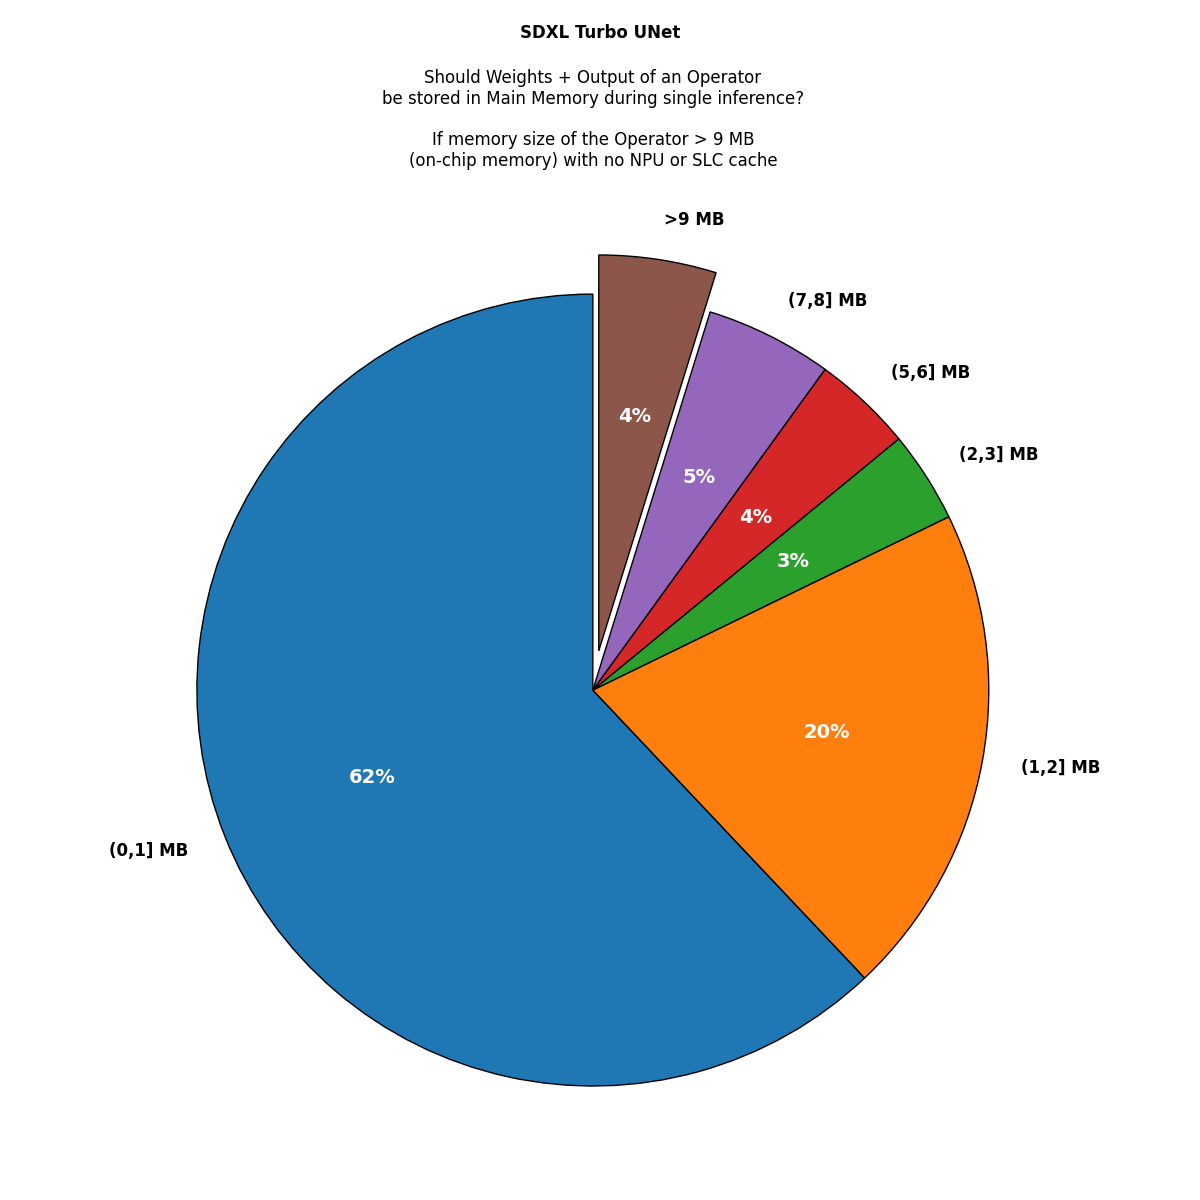 SDXL Turbo UNet
Should Weights + Output of an Operator
be stored in Main Memory during single inference?
If memory size of the Operator > 9 MB
(on-chip memory) with no NPU or SLC cache
>9 MB
(7,8] MB
(5,6] MB
(2,3] MB
4%
5%
4%
3%
20%
(1,2] MB
62%
(0,1] MB